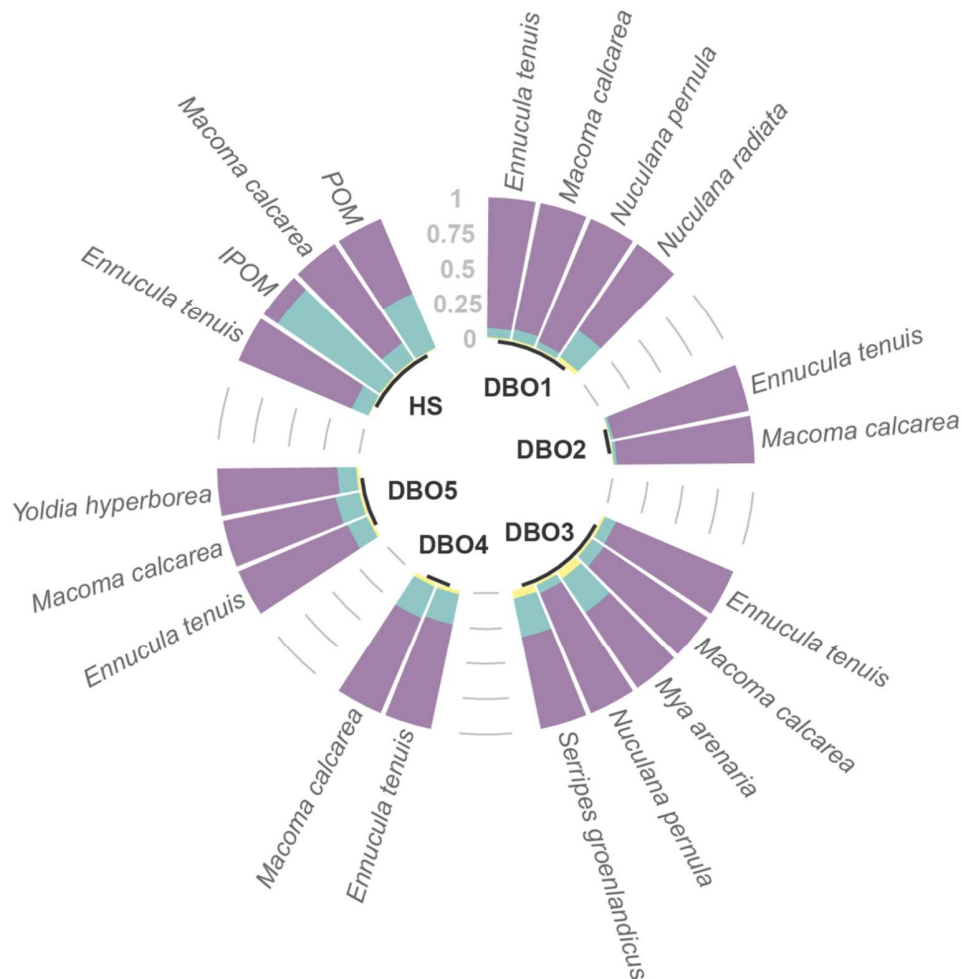 1
0.75
0.5
0.25
0
DBO1
Ennucula tenuis
Macoma calcarea
Nuculana pernula
Nuculana radiata
DBO2
Ennucula tenuis
Macoma calcarea
DBO3
Ennucula tenuis
Macoma calcarea
Mya arenaria
Nuculana pernula
Serripes groenlandicus
DBO4
Ennucula tenuis
Macoma calcarea
DBO5
Ennucula tenuis
Macoma calcarea
Yoldia hyperborea
HS
Ennucula tenuis
IPOM
Macoma calcarea
POM